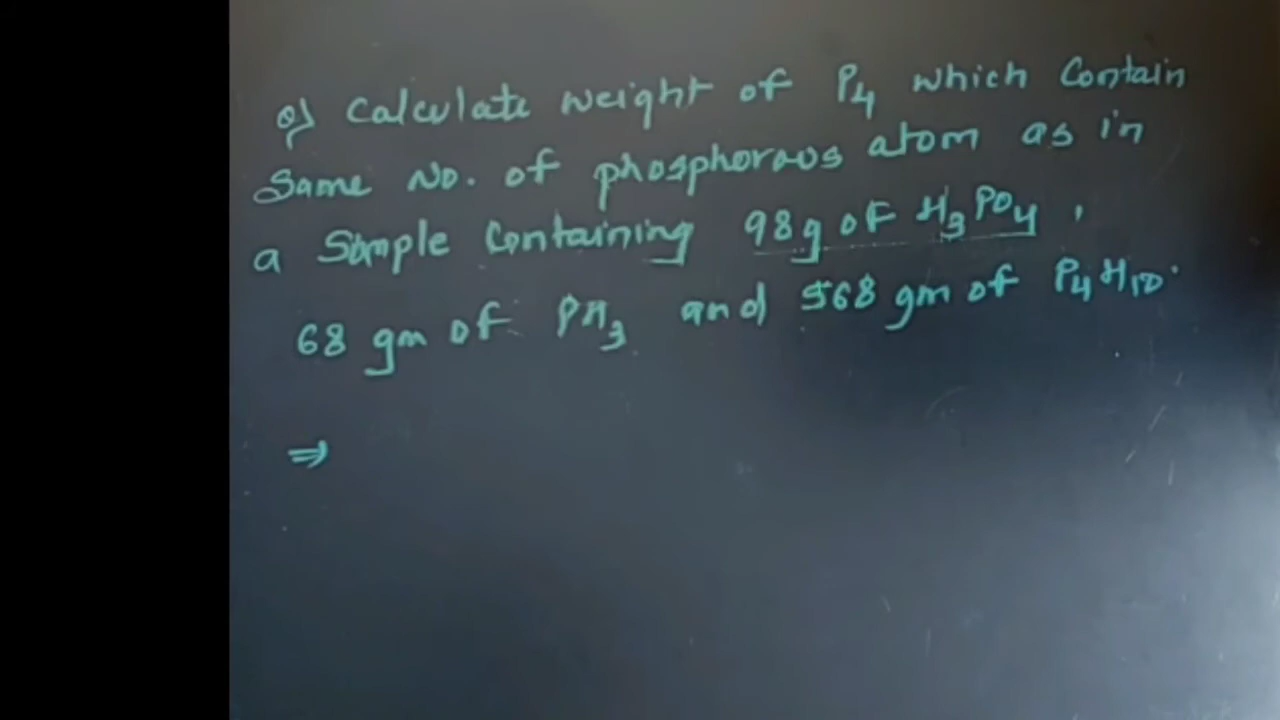 Q) Calculate weight of P4 which Contain
Same No. of phosphoraus atom as in
a Sample Containing 98g of H3PO4,
68 gm of PH3 and 568 gm of P4H10.
⇒